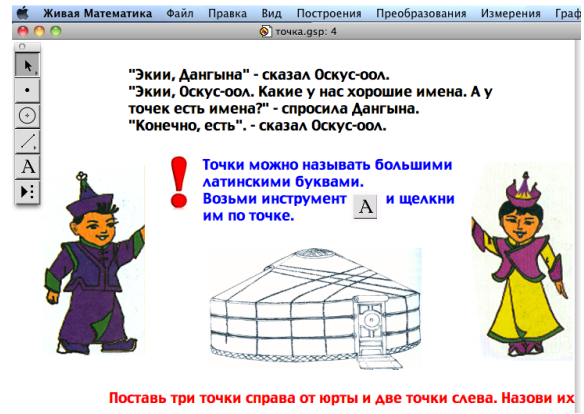 Живая Математика Файл Правка Вид Построения Преобразования Измерения Граф
точка.gsp: 4
"Экии, Дангына" - сказал Оскус-оол.
"Экии, Оскус-оол. Какие у нас хорошие имена. А у
точек есть имена?" - спросила Дангына.
"Конечно, есть". - сказал Оскус-оол.
A
! Точки можно называть большими
латинскими буквами.
Возьми инструмент A и щелкни
им по точке.
Поставь три точки справа от юрты и две точки слева. Назови их